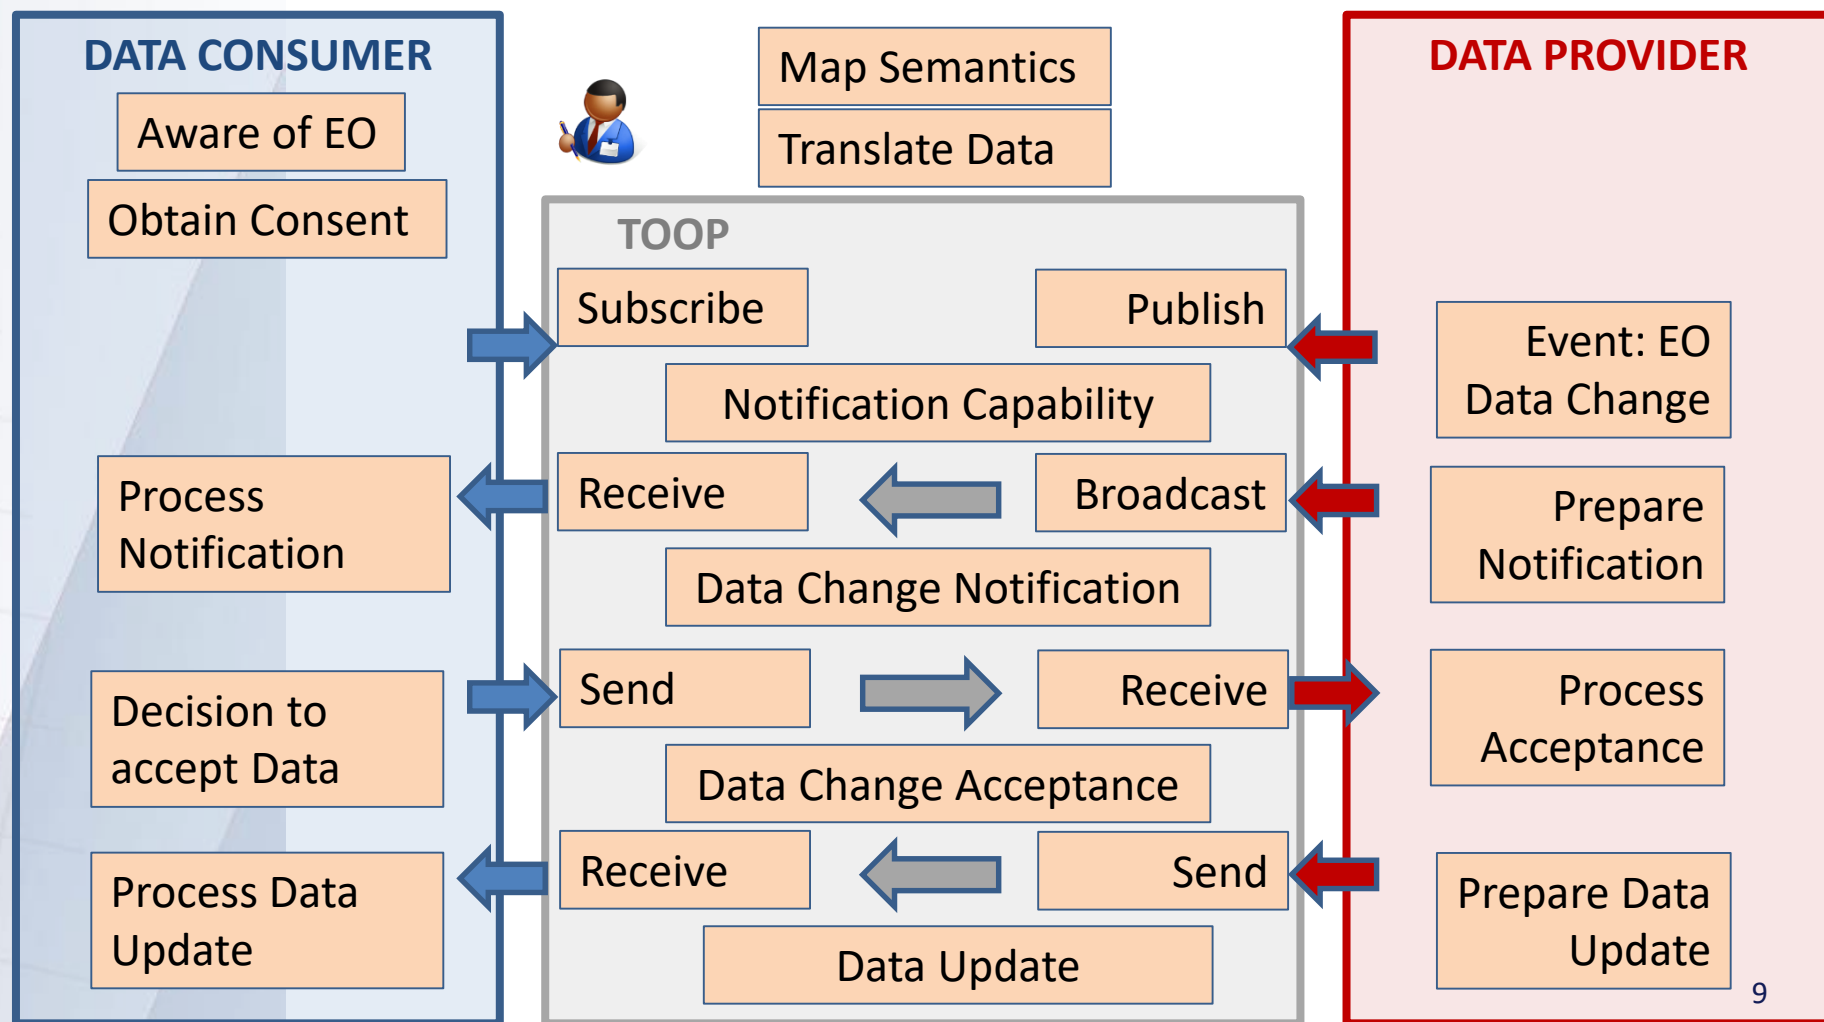 DATA CONSUMER
Aware of EO
Obtain Consent
Process
Notification
Decision to
accept Data
Process Data
Update
Map Semantics
Translate Data
TOOP
Subscribe
Publish
Notification Capability
Receive
Broadcast
Data Change Notification
Send
Receive
Data Change Acceptance
Receive
Send
Data Update
DATA PROVIDER
Event: EO
Data Change
Prepare
Notification
Process
Acceptance
Prepare Data
Update
9